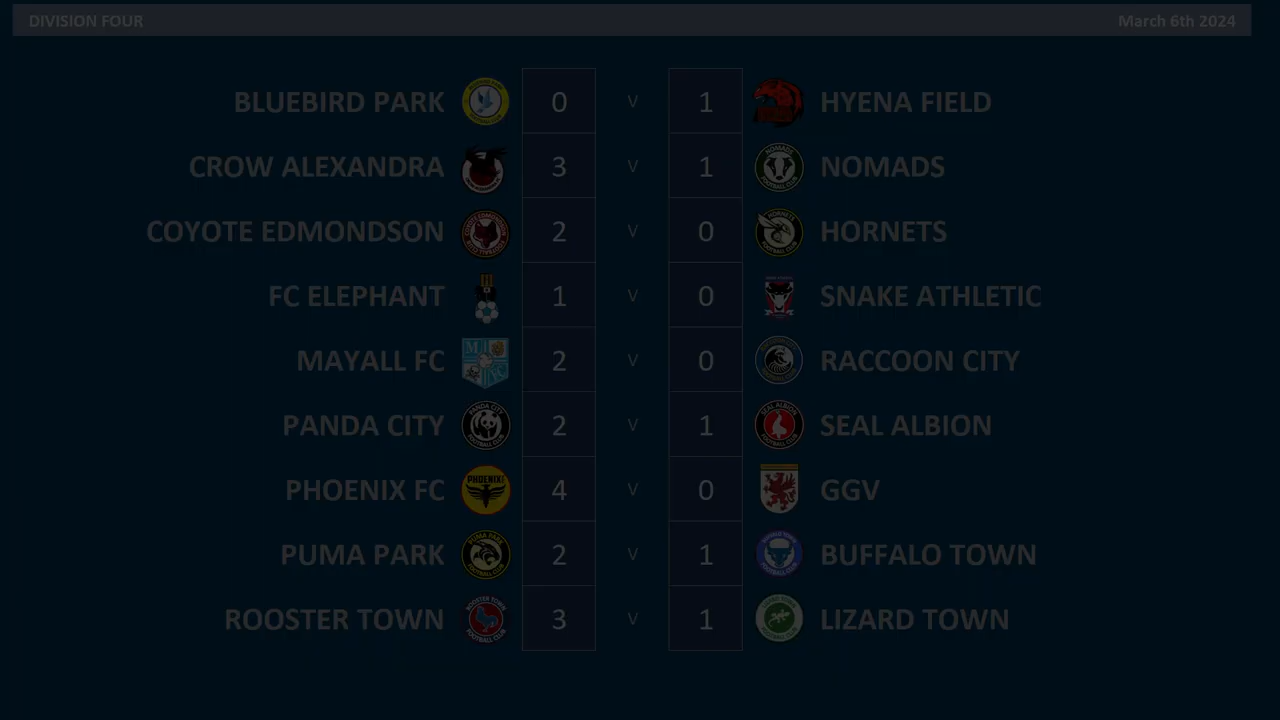 DIVISION FOUR March 6th 2024
BLUEBIRD PARK 0 V 1 HYENA FIELD
CROW ALEXANDRA 3 V 1 NOMADS
COYOTE EDMONDSON 2 V 0 HORNETS
FC ELEPHANT 1 V 0 SNAKE ATHLETIC
MAYALL FC 2 V 0 RACCOON CITY
PANDA CITY 2 V 1 SEAL ALBION
PHOENIX FC 4 V 0 GGV
PUMA PARK 2 V 1 BUFFALO TOWN
ROOSTER TOWN 3 V 1 LIZARD TOWN